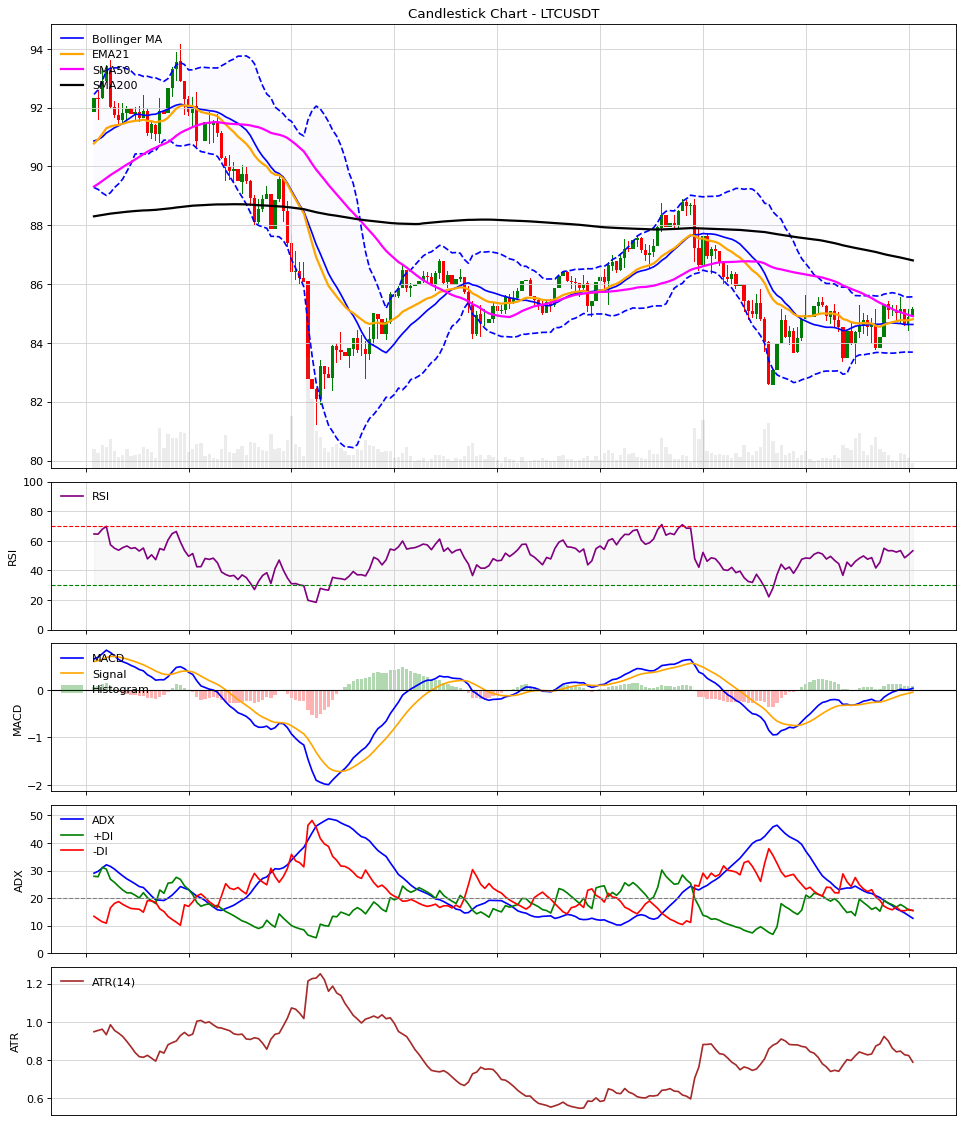 Candlestick Chart - LTCUSDT
Bollinger MA
EMA21
SMA50
SMA200
94
92
90
88
86
84
82
80
RSI
RSI
100
80
60
40
20
0
MACD
Signal
Histogram
MACD
0
−1
−2
ADX
+DI
-DI
ADX
50
40
30
20
10
0
ATR(14)
ATR
1.2
1.0
0.8
0.6